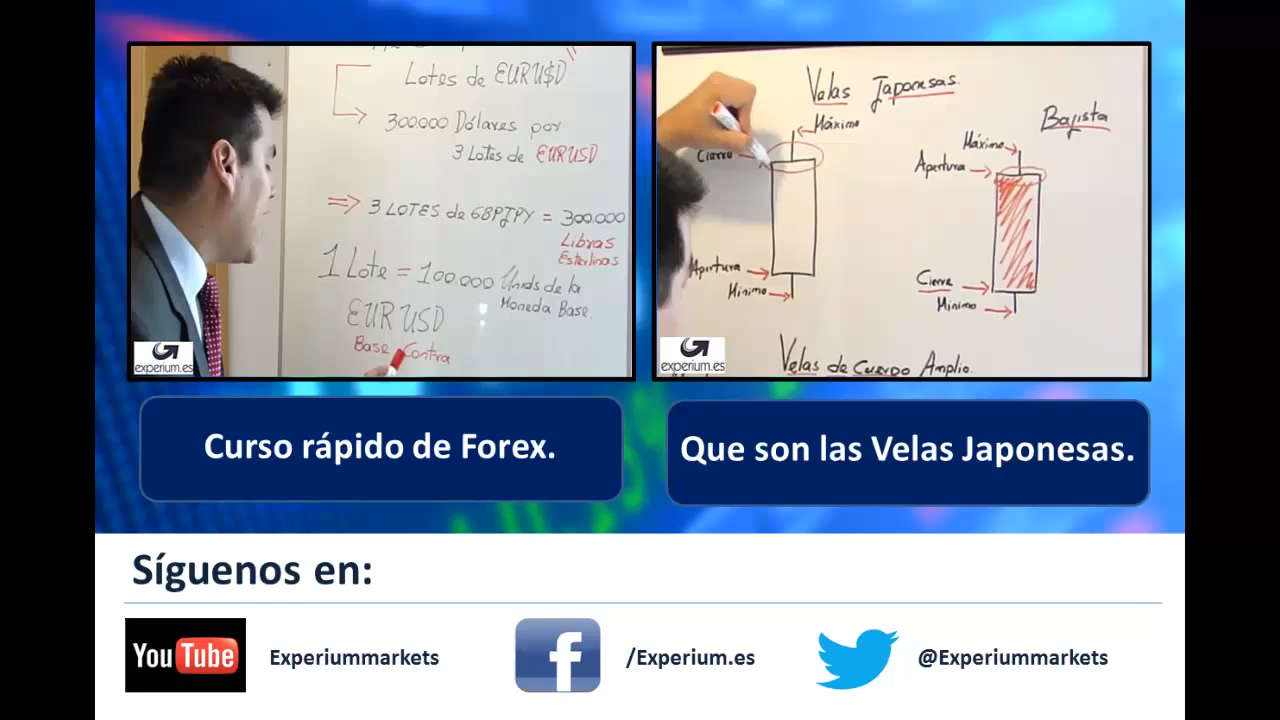 Lotes de EURU$D
300.000 Dólares por
3 Lotes de EURUSD
3 LOTES de GBPJPY = 300.000
Libras
Esterlinas
1 Lote = 100.000 Unids de la
Moneda Base.
EURUSD
Base Contra
experium.es
Velas Japonesas.
Máximo
Cierre
Apertura
Mínimo
Bajista
Máximo
Apertura
Cierre
Mínimo
Velas de Cuerpo Amplio.
experium.es
Curso rápido de Forex.
Que son las Velas Japonesas.
Síguenos en:
YouTube
Experiummarkets
f
/Experium.es
@Experiummarkets